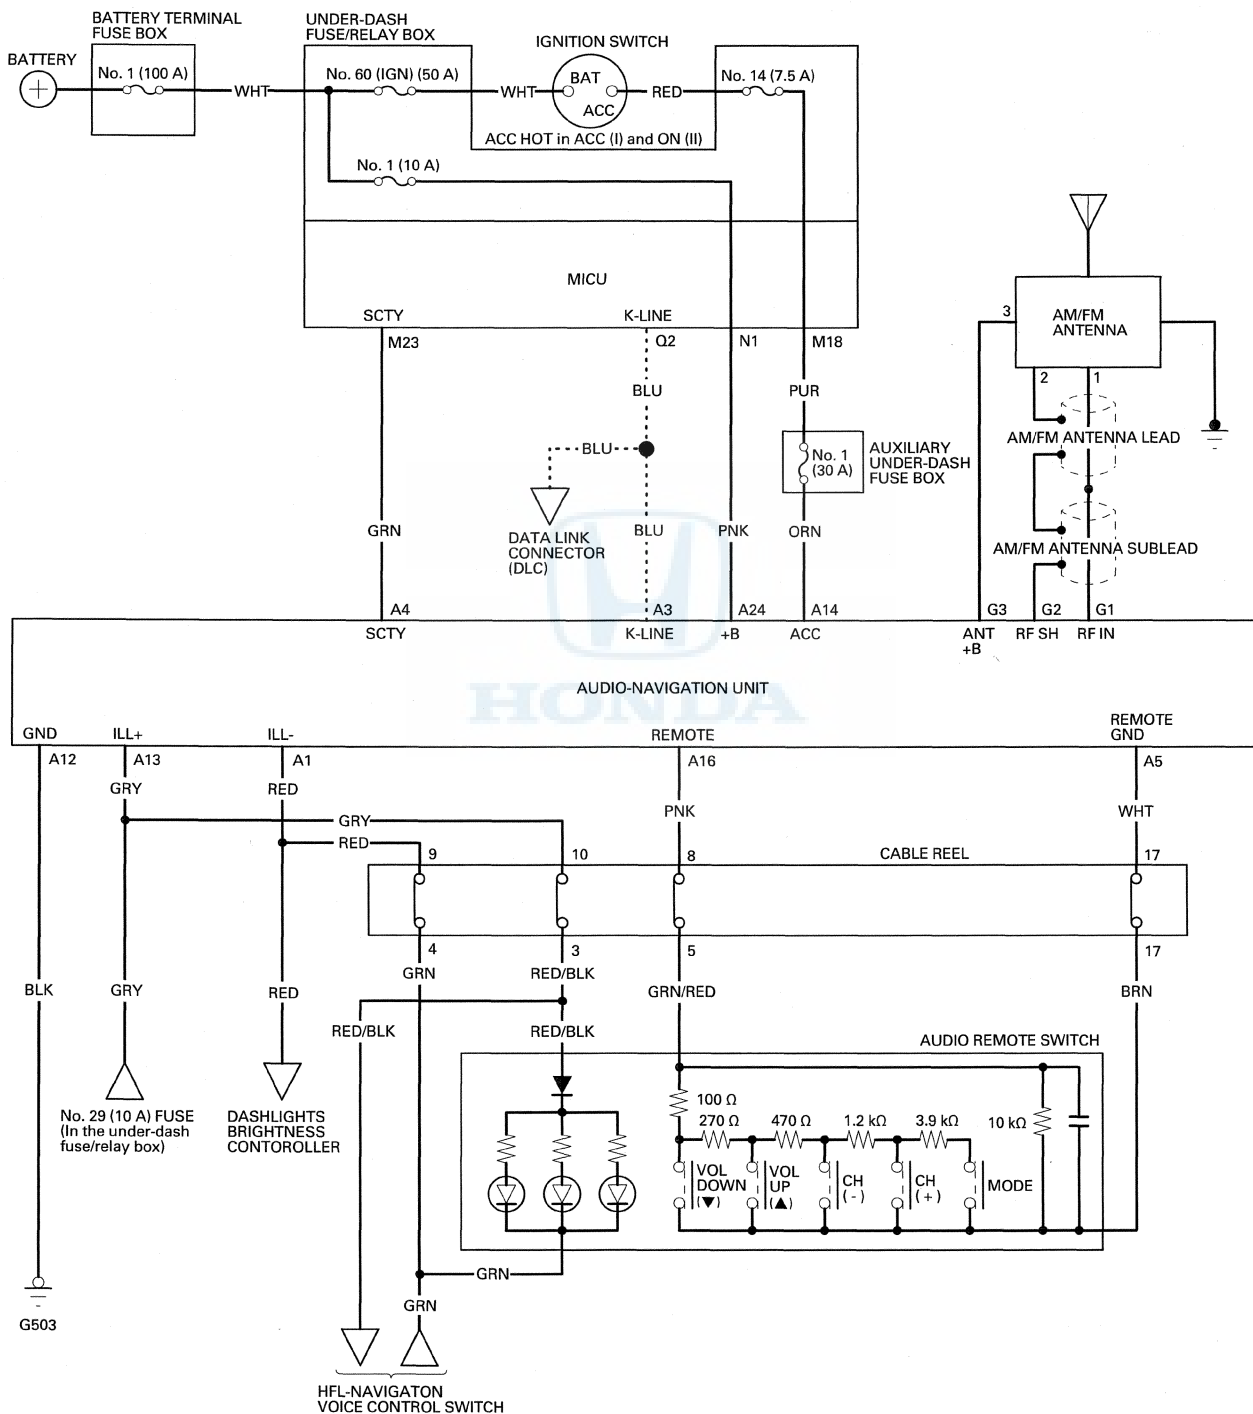 BATTERY TERMINAL
FUSE BOX
UNDER-DASH
FUSE/RELAY BOX
IGNITION SWITCH
BATTERY
No. 1 (100 A)
WHT
No. 60 (IGN) (50 A)
WHT
BAT
ACC
RED
No. 14 (7.5 A)
ACC HOT in ACC (I) and ON (II)
No. 1 (10 A)
MICU
SCTY
K-LINE
M23
Q2
N1
M18
3
AM/FM
ANTENNA
2
1
BLU
PUR
AM/FM ANTENNA LEAD
BLU
No. 1
(30 A)
AUXILIARY
UNDER-DASH
FUSE BOX
GRN
DATA LINK
CONNECTOR
(DLC)
BLU
PNK
ORN
AM/FM ANTENNA SUBLEAD
A4
A3
A24
A14
G3
G2
G1
SCTY
K-LINE
+B
ACC
ANT
+B
RF SH
RF IN
AUDIO-NAVIGATION UNIT
HONDA
GND
ILL+
ILL-
REMOTE
REMOTE
GND
A12
A13
A1
A16
A5
GRY
RED
PNK
WHT
GRY
RED
9
10
8
CABLE REEL
17
4
3
5
17
GRN
RED/BLK
BLK
GRY
RED
GRN/RED
BRN
RED/BLK
RED/BLK
AUDIO REMOTE SWITCH
No. 29 (10 A) FUSE
(In the under-dash
fuse/relay box)
DASHLIGHTS
BRIGHTNESS
CONTOROLLER
100 Ω
270 Ω
470 Ω
1.2 kΩ
3.9 kΩ
10 kΩ
VOL
DOWN
(▼)
VOL
UP
(▲)
CH
(-)
CH
(+)
MODE
GRN
GRN
G503
HFL-NAVIGATON
VOICE CONTROL SWITCH